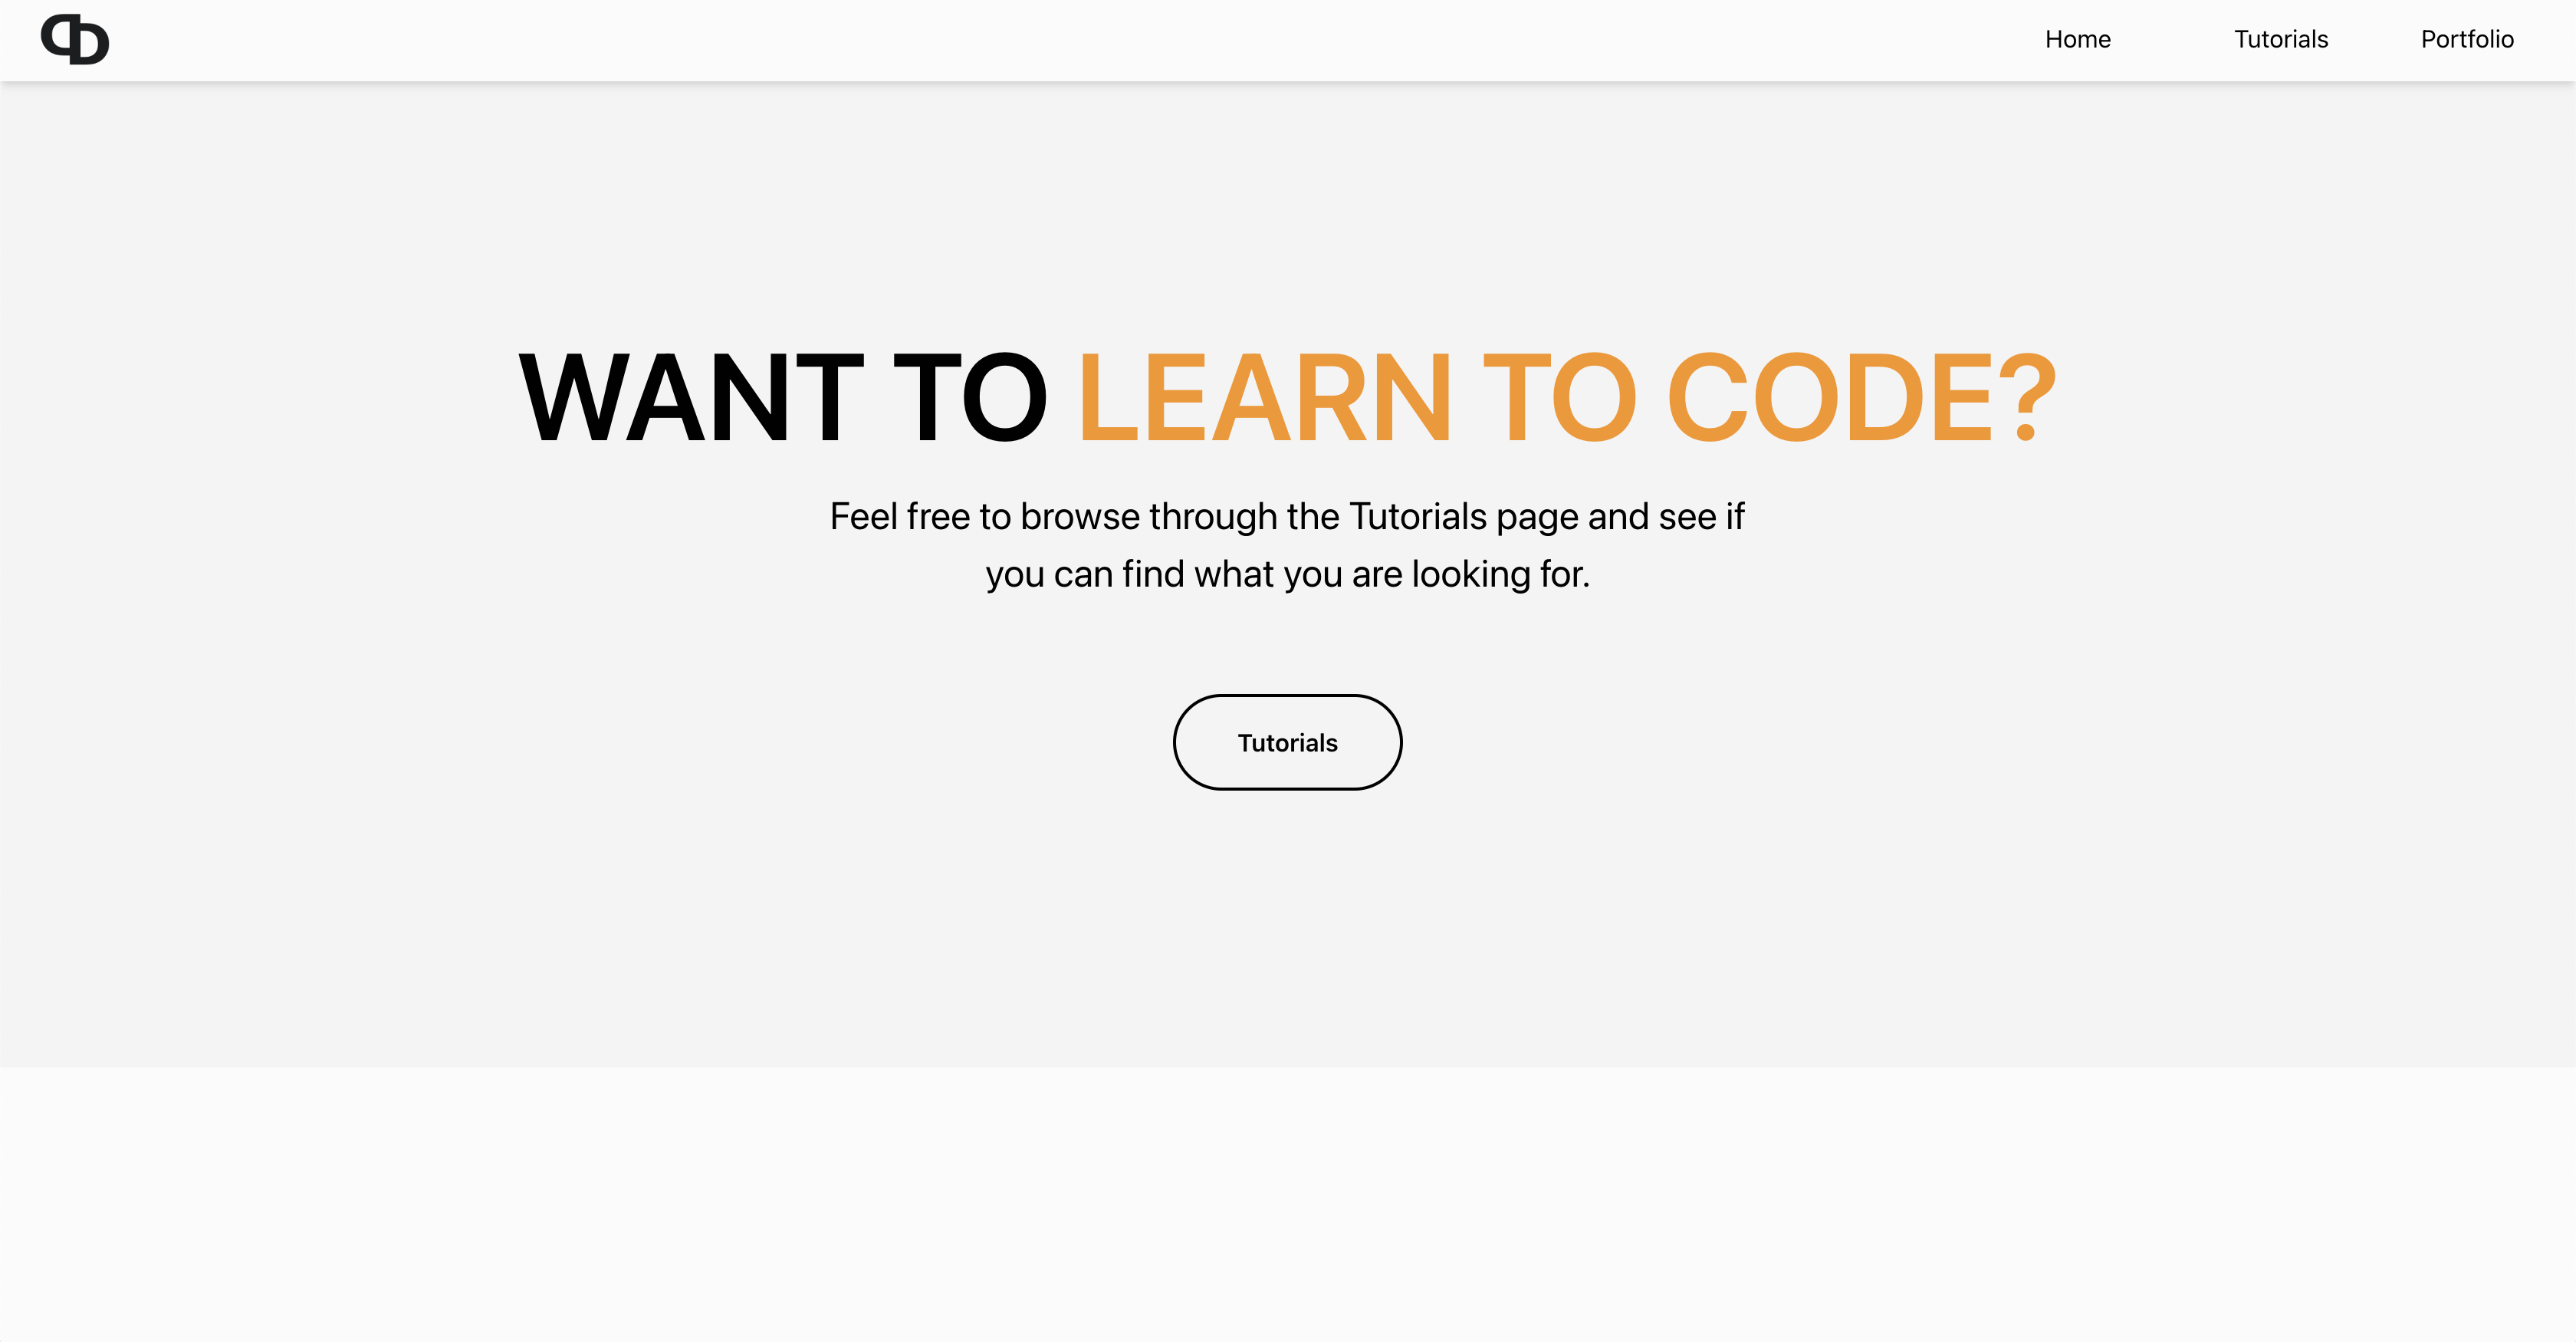 Home Tutorials Portfolio
WANT TO LEARN TO CODE?
Feel free to browse through the Tutorials page and see if
you can find what you are looking for.
Tutorials